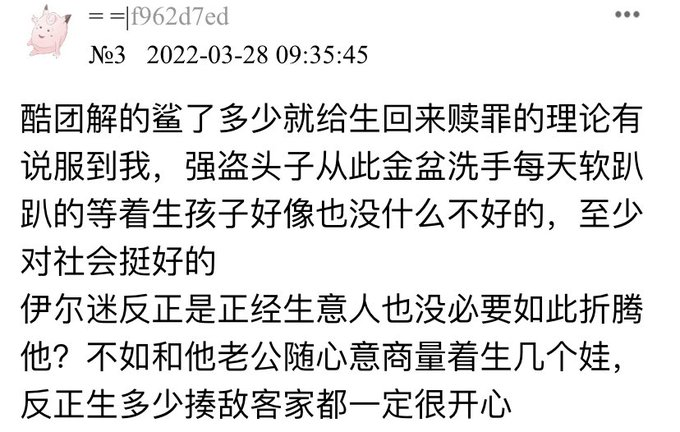 = =|f962d7ed
№3 2022-03-28 09:35:45
酷团解的鲨了多少就给生回来赎罪的理论有
说服到我，强盗头子从此金盆洗手每天软趴
趴的等着生孩子好像也没什么不好的，至少
对社会挺好的
伊尔迷反正是正经生意人也没必要如此折腾
他？不如和他老公随心意商量着生几个娃，
反正生多少揍敌客家都一定很开心